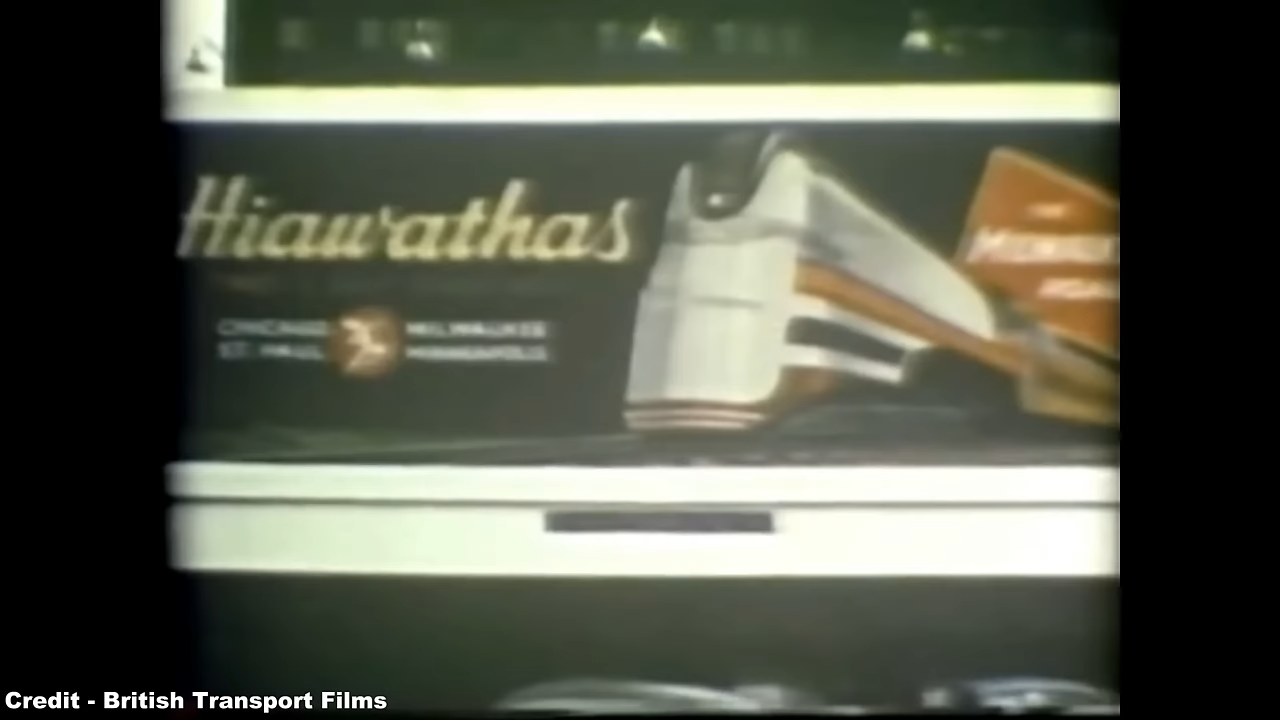 Hiawathas
CHICAGO MILWAUKEE
ST. PAUL MINNEAPOLIS
Credit - British Transport Films